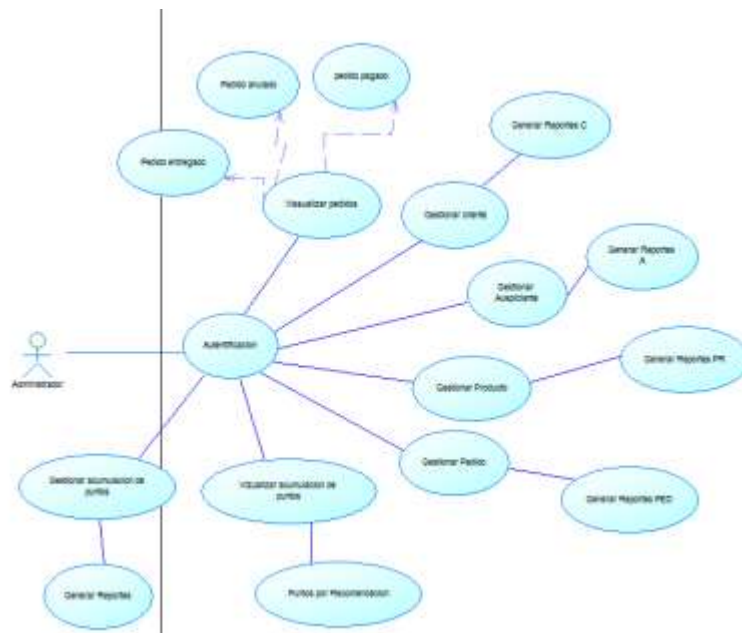 Pedido anulado
pedido pagado
Generar Reportes C
Pedido entregado
Visualizar pedidos
Gestionar cliente
Generar Reportes
A
Gestionar
Auspiciante
Autentificacion
Generar Reportes PR
Administrador
Gestionar Producto
Gestionar Pedido
Gestionar acumulacion de
puntos
Vizualizar acumulacion de
puntos
Generar Reportes PED
Generar Reportes
Puntos por Recomendacion